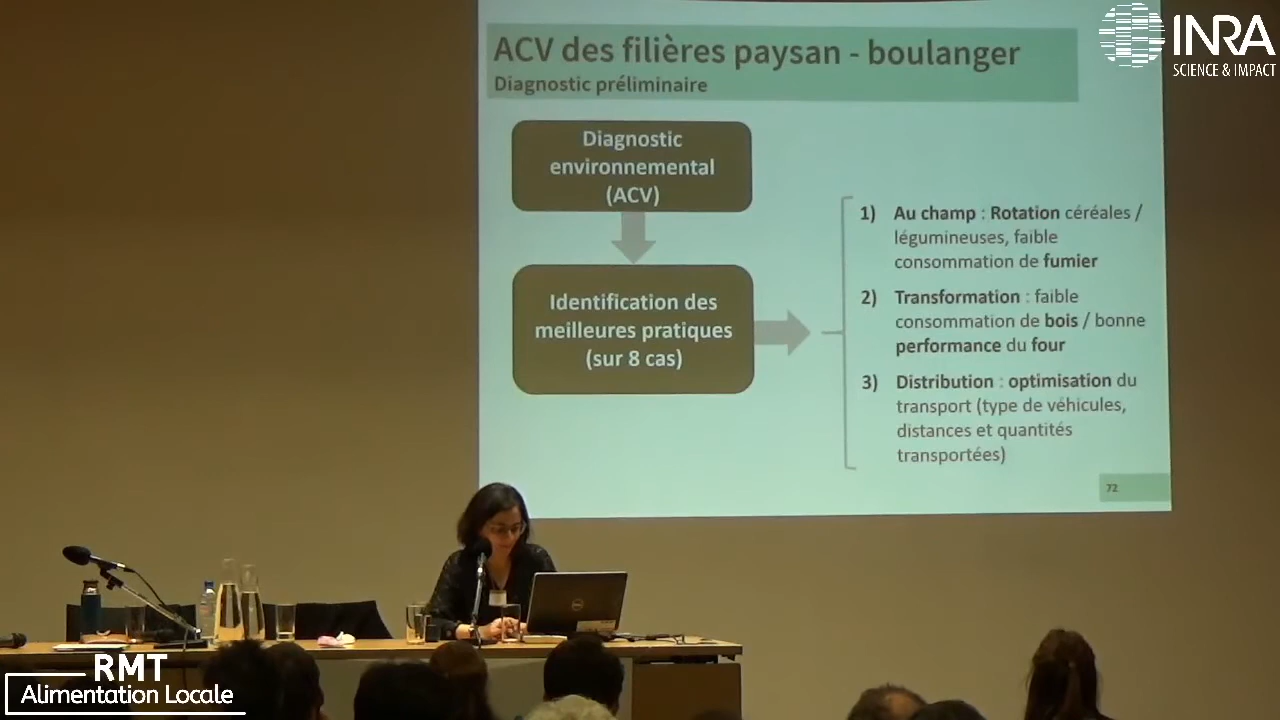 ACV des filières paysan - boulanger
Diagnostic préliminaire
INRA
SCIENCE & IMPACT
Diagnostic
environnemental
(ACV)
Identification des
meilleures pratiques
(sur 8 cas)
1) Au champ : Rotation céréales /
légumineuses, faible
consommation de fumier
2) Transformation : faible
consommation de bois / bonne
performance du four
3) Distribution : optimisation du
transport (type de véhicules,
distances et quantités
transportées)
72
RMT
Alimentation Locale